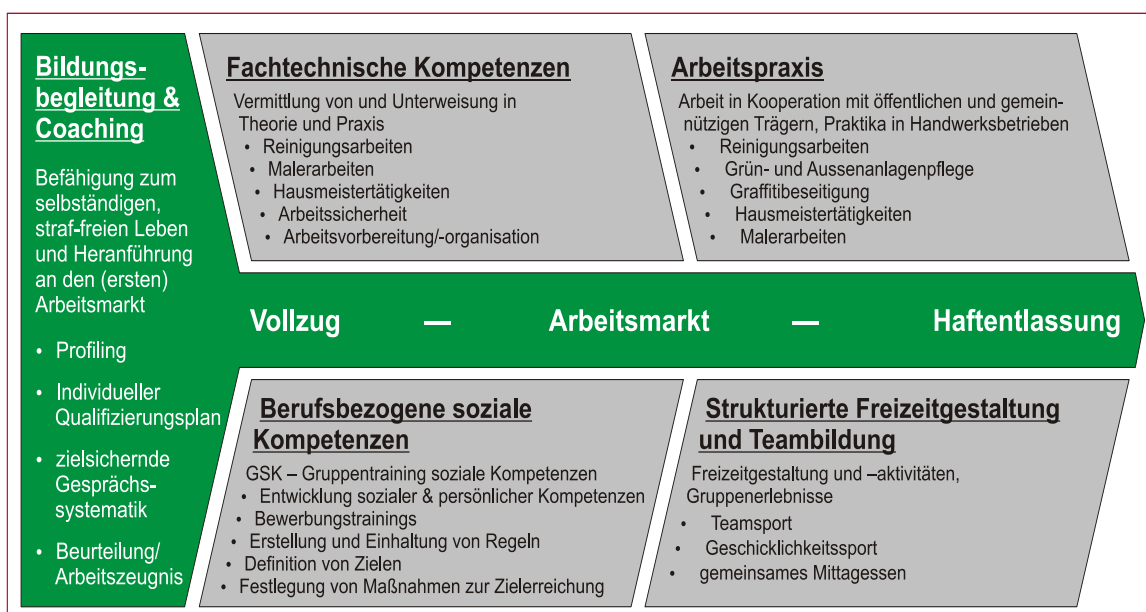 Bildungs-
begleitung &
Coaching
Befähigung zum
selbständigen,
straf-freien Leben
und Heranführung
an den (ersten)
Arbeitsmarkt
• Profiling
• Individueller
Qualifizierungsplan
• zielsichernde
Gesprächs-
systematik
• Beurteilung/
Arbeitszeugnis
Fachtechnische Kompetenzen
Vermittlung von und Unterweisung in
Theorie und Praxis
• Reinigungsarbeiten
• Malerarbeiten
• Hausmeistertätigkeiten
• Arbeitssicherheit
• Arbeitsvorbereitung/-organisation
Arbeitspraxis
Arbeit in Kooperation mit öffentlichen und gemein-
nützigen Trägern, Praktika in Handwerksbetrieben
• Reinigungsarbeiten
• Grün- und Aussenanlagenpflege
• Graffitibeseitigung
• Hausmeistertätigkeiten
• Malerarbeiten
Vollzug — Arbeitsmarkt — Haftentlassung
Berufsbezogene soziale
Kompetenzen
GSK – Gruppentraining soziale Kompetenzen
• Entwicklung sozialer & persönlicher Kompetenzen
• Bewerbungstrainings
• Erstellung und Einhaltung von Regeln
• Definition von Zielen
• Festlegung von Maßnahmen zur Zielerreichung
Strukturierte Freizeitgestaltung
und Teambildung
Freizeitgestaltung und –aktivitäten,
Gruppenerlebnisse
• Teamsport
• Geschicklichkeitssport
• gemeinsames Mittagessen